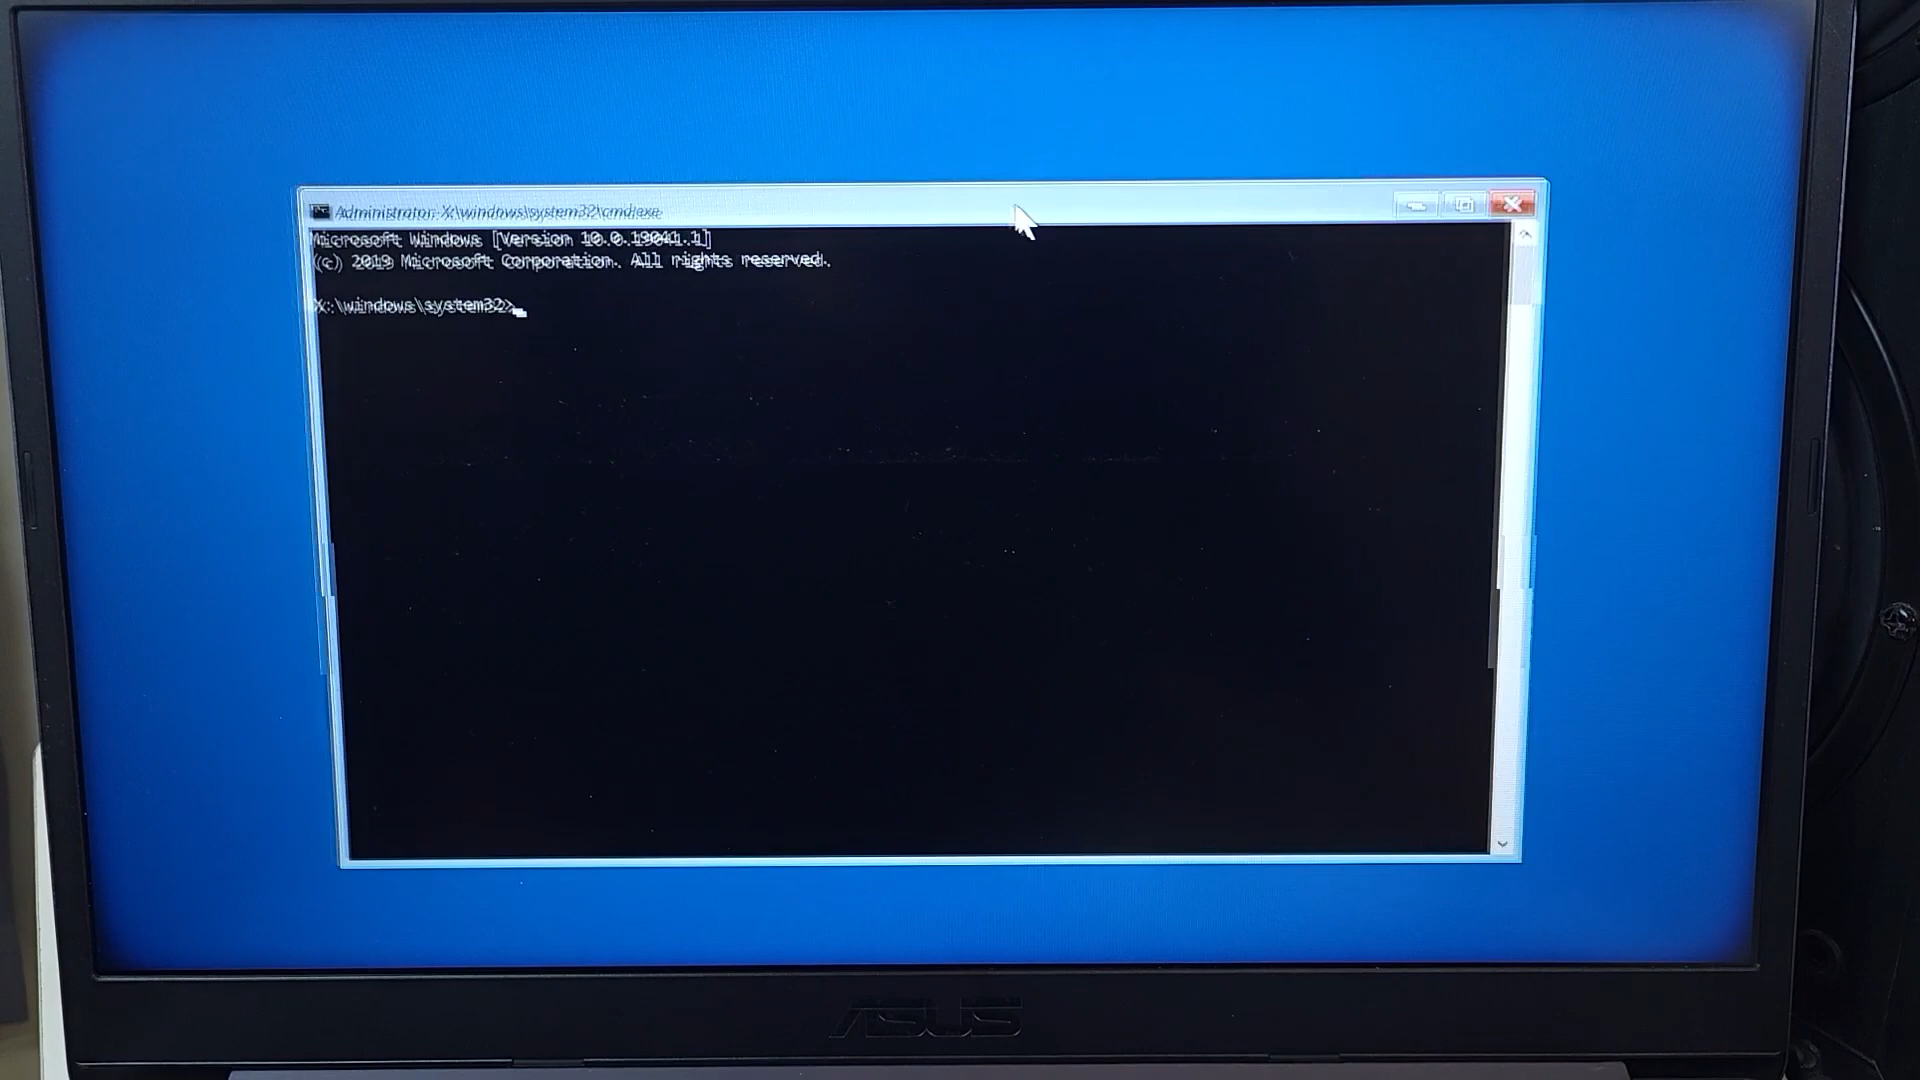 Administrator: X:\windows\system32\cmd.exe
Microsoft Windows [Version 10.0.19041.1]
(c) 2019 Microsoft Corporation. All rights reserved.
X:\windows\system32>
ASUS